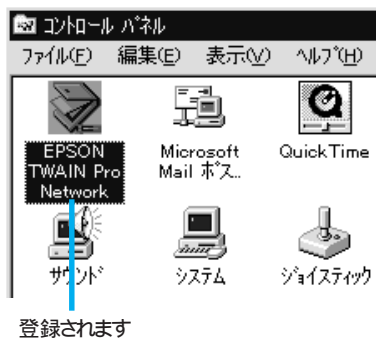 コントロール パネル
ファイル(F) 編集(E) 表示(V) ヘルプ(H)
EPSON
TWAIN Pro
Network
Microsoft
Mail ポス..
QuickTime
サウンド
システム
ジョイスティック
登録されます